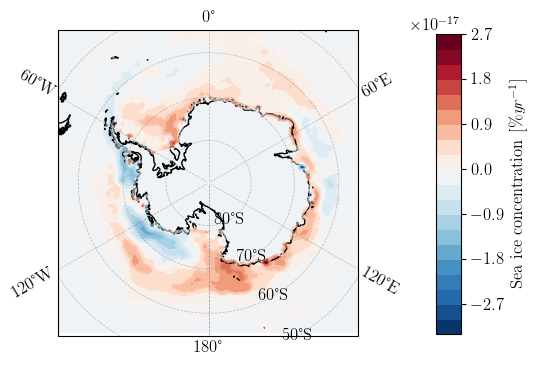 0°
×10⁻¹⁷
60°W
60°E
2.7
1.8
0.9
0.0
−0.9
−1.8
−2.7
Sea ice concentration [%yr⁻¹]
80°S
70°S
60°S
50°S
120°W
120°E
180°